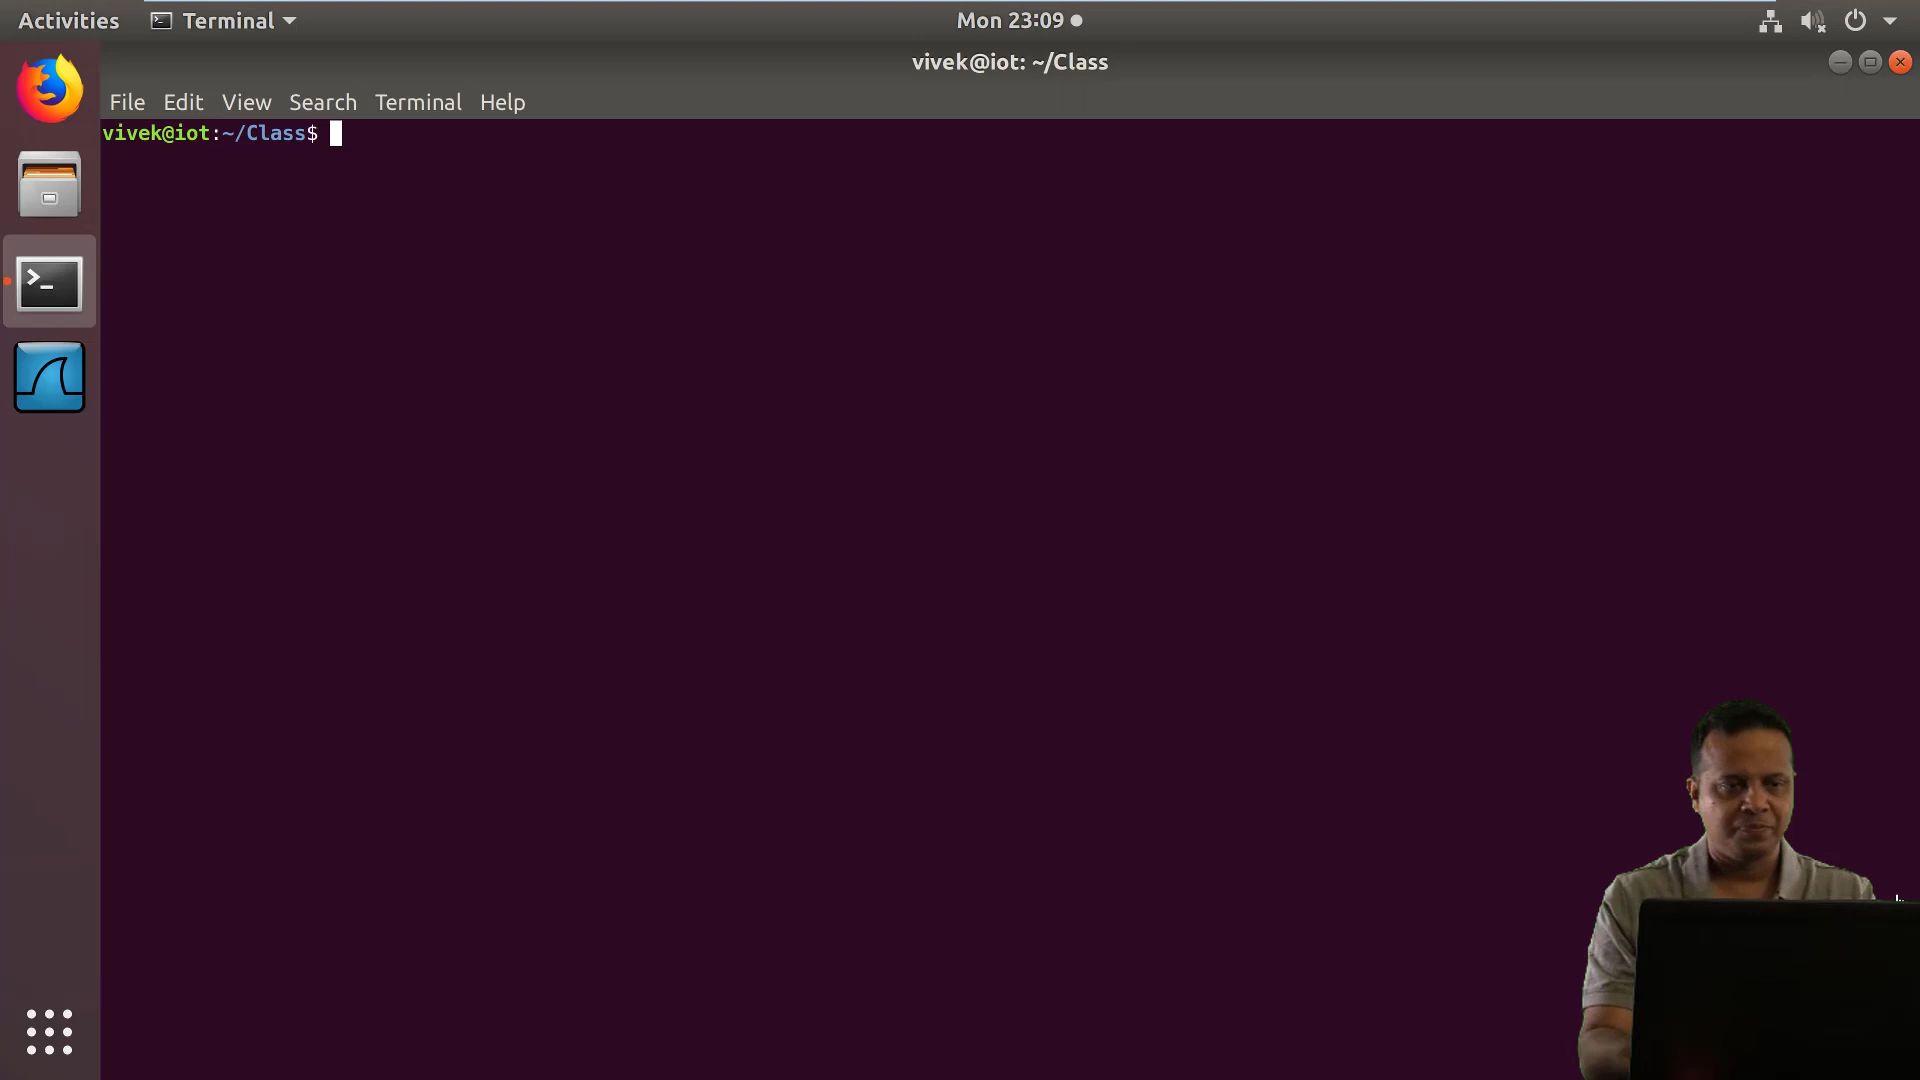 Activities Terminal Mon 23:09
vivek@iot: ~/Class
File Edit View Search Terminal Help
vivek@iot:~/Class$